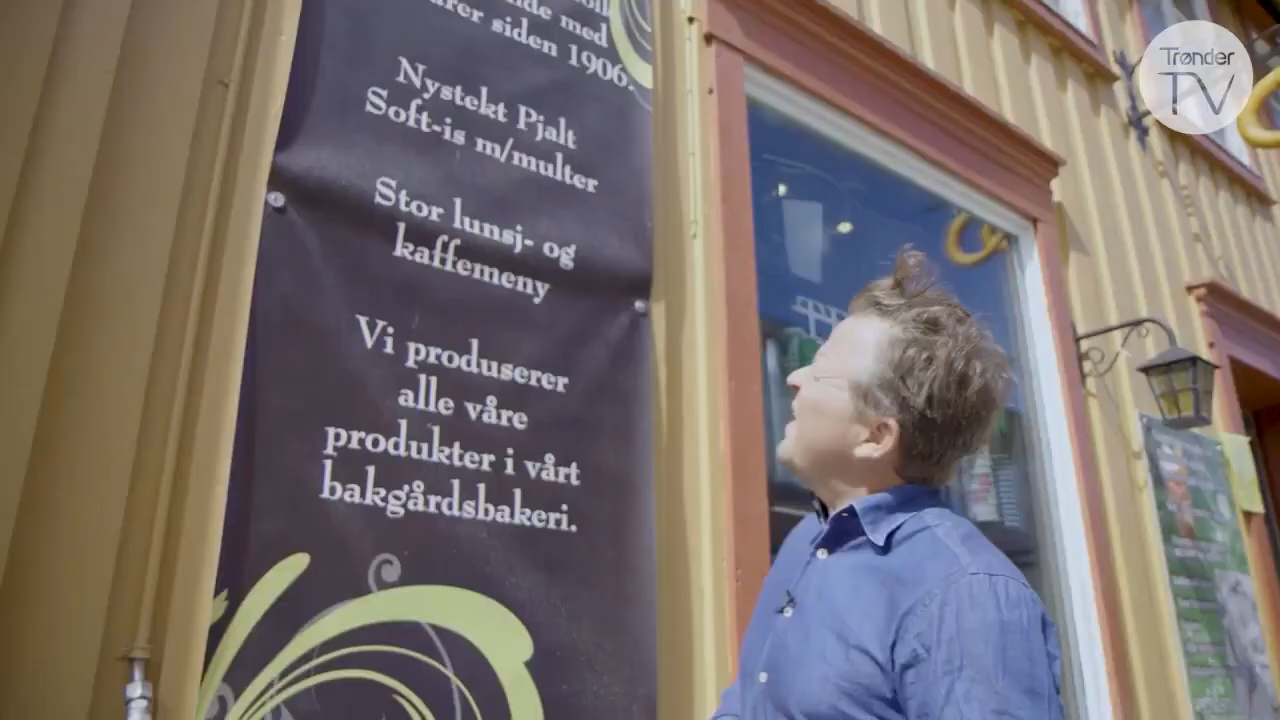 nde med
siden 1906.
Nystekt Pjalt
Soft-is m/multer
Stor lunsj- og
kaffemeny
Vi produserer
alle våre
produkter i vårt
bakgårdsbakeri.
Trønder
TV